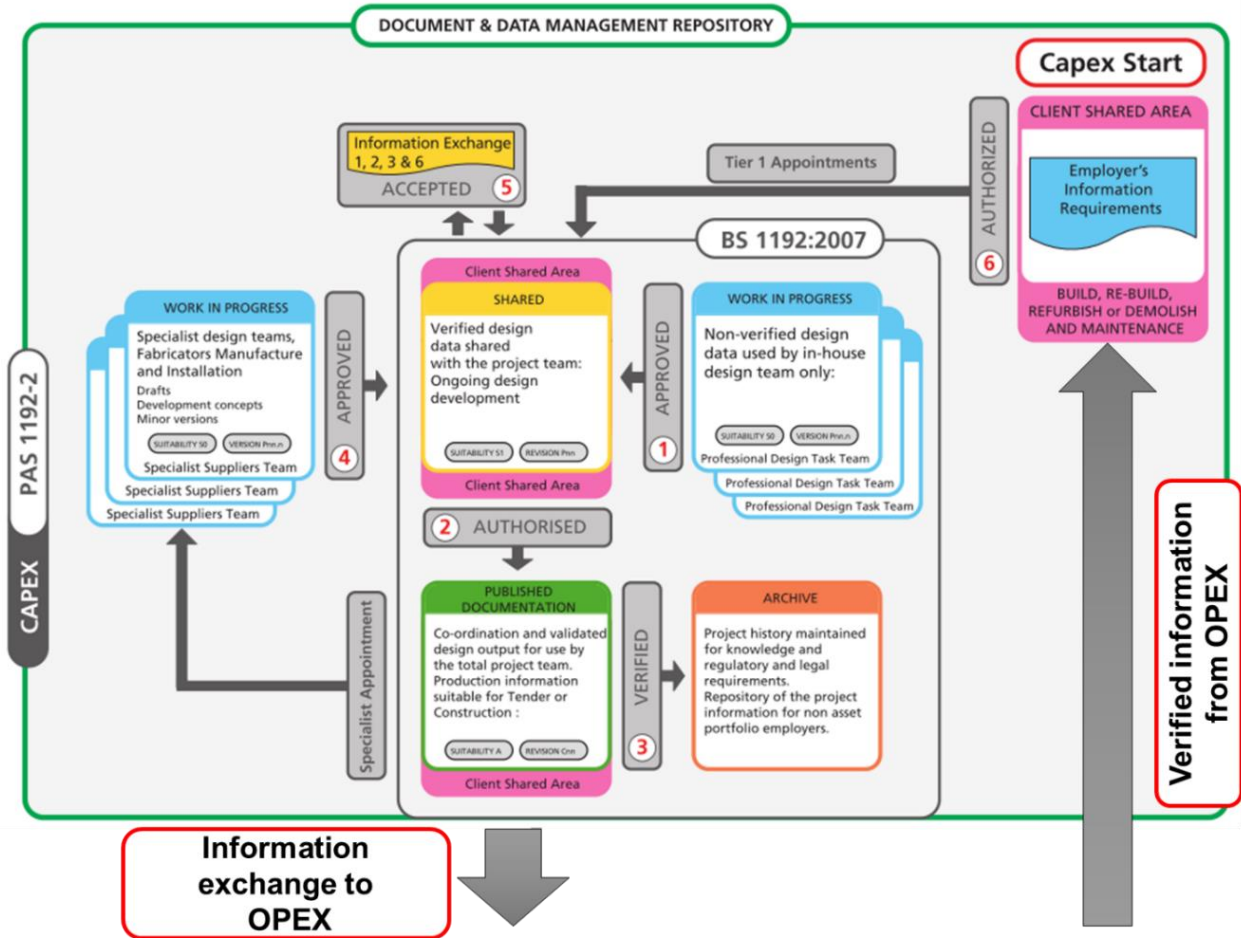 DOCUMENT & DATA MANAGEMENT REPOSITORY
Capex Start
CLIENT SHARED AREA
Employer's
Information
Requirements
BUILD, RE-BUILD,
REFURBISH or DEMOLISH
AND MAINTENANCE
AUTHORIZED
6
Tier 1 Appointments
Information Exchange
1, 2, 3 & 6
ACCEPTED
5
BS 1192:2007
PAS 1192-2
CAPEX
WORK IN PROGRESS
Specialist design teams,
Fabricators Manufacture
and Installation
Drafts
Development concepts
Minor versions
SUITABILITY S0
VERSION Pnn.n
Specialist Suppliers Team
Specialist Suppliers Team
Specialist Suppliers Team
APPROVED
4
Client Shared Area
SHARED
Verified design
data shared
with the project team:
Ongoing design
development
SUITABILITY S1
REVISION Pnn
Client Shared Area
APPROVED
1
WORK IN PROGRESS
Non-verified design
data used by in-house
design team only:
SUITABILITY S0
VERSION Pnn.n
Professional Design Task Team
Professional Design Task Team
Professional Design Task Team
2
AUTHORISED
Specialist Appointment
PUBLISHED
DOCUMENTATION
Co-ordination and validated
design output for use by
the total project team.
Production information
suitable for Tender or
Construction :
SUITABILITY A
REVISION Cnn
Client Shared Area
VERIFIED
3
ARCHIVE
Project history maintained
for knowledge and
regulatory and legal
requirements.
Repository of the project
information for non asset
portfolio employers.
Verified information
from OPEX
Information
exchange to
OPEX